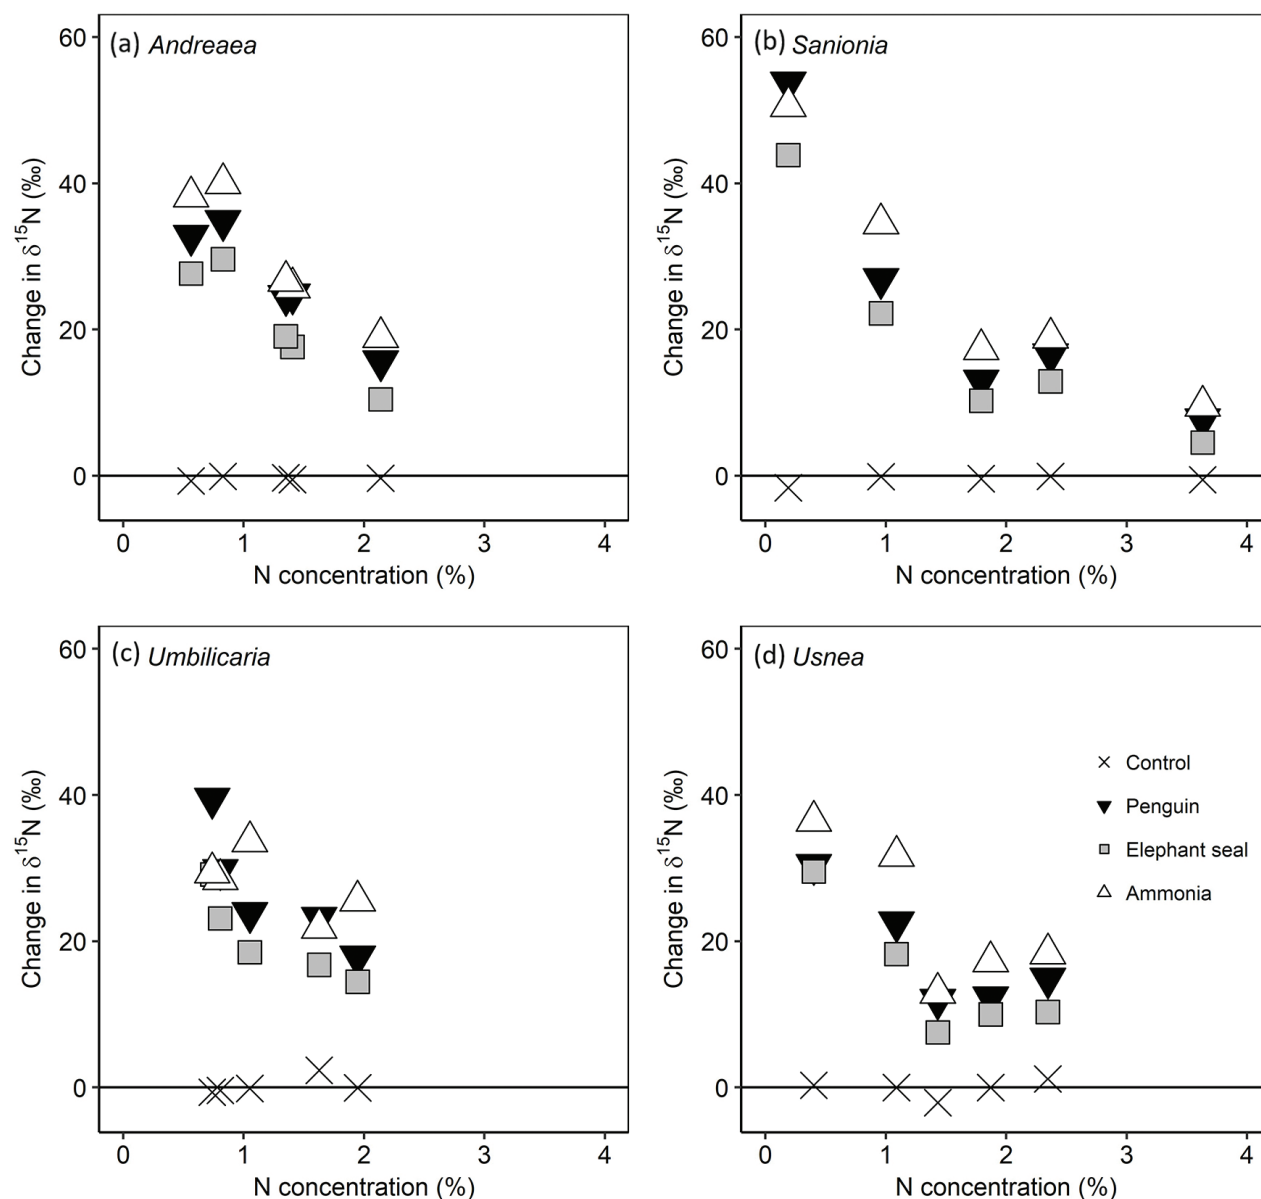 (a) Andreaea
60
40
20
0
Change in δ15N (‰)
0 1 2 3 4
N concentration (%)
(b) Sanionia
60
40
20
0
Change in δ15N (‰)
0 1 2 3 4
N concentration (%)
(c) Umbilicaria
60
40
20
0
Change in δ15N (‰)
0 1 2 3 4
N concentration (%)
(d) Usnea
60
40
20
0
Change in δ15N (‰)
Control
Penguin
Elephant seal
Ammonia
0 1 2 3 4
N concentration (%)